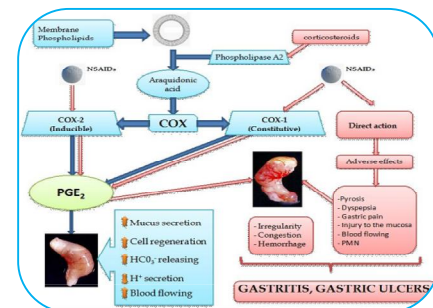 Membrane
Phospholipids
corticosteroids
Phospholipase A2
NSAIDs
NSAIDs
Araquidonic
acid
COX-2
(Inducible)
COX
COX-1
(Constitutive)
Direct action
Adverse effects
PGE2
-Pyrosis
- Dyspepsia
- Gastric pain
- Injury to the mucosa
- Blood flowing
- PMN
Mucus secretion
Cell regeneration
HCO3- releasing
H+ secretion
Blood flowing
- Irregularity
- Congestion
- Hemorrhage
GASTRITIS, GASTRIC ULCERS